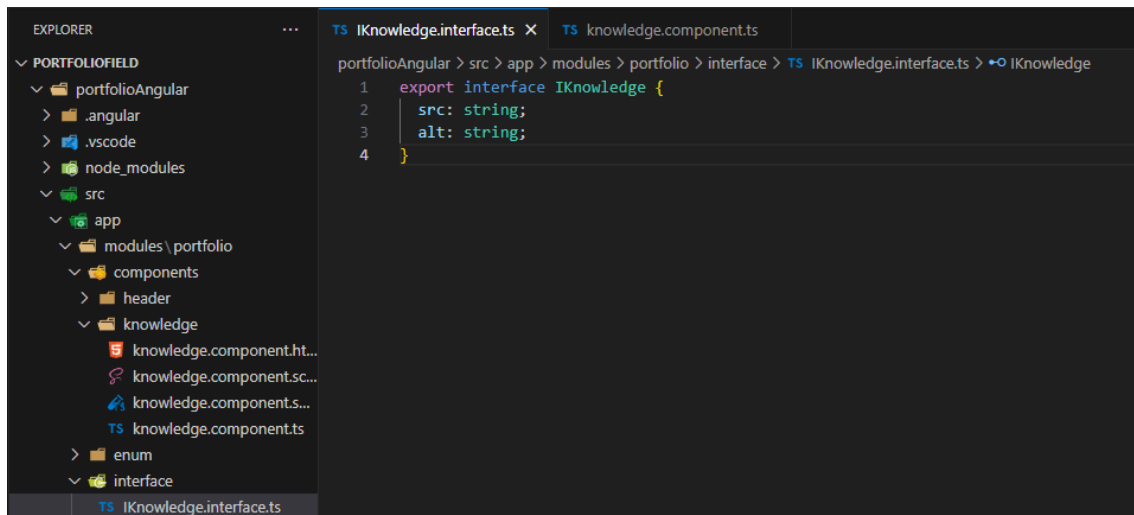 EXPLORER ...
PORTFOLIOFIELD
portfolioAngular
.angular
.vscode
node_modules
src
app
modules\portfolio
components
header
knowledge
knowledge.component.ht...
knowledge.component.sc...
knowledge.component.s...
TS knowledge.component.ts
enum
interface
TS IKnowledge.interface.ts
TS IKnowledge.interface.ts × TS knowledge.component.ts
portfolioAngular > src > app > modules > portfolio > interface > TS IKnowledge.interface.ts > IKnowledge
1 export interface IKnowledge {
2 src: string;
3 alt: string;
4 }